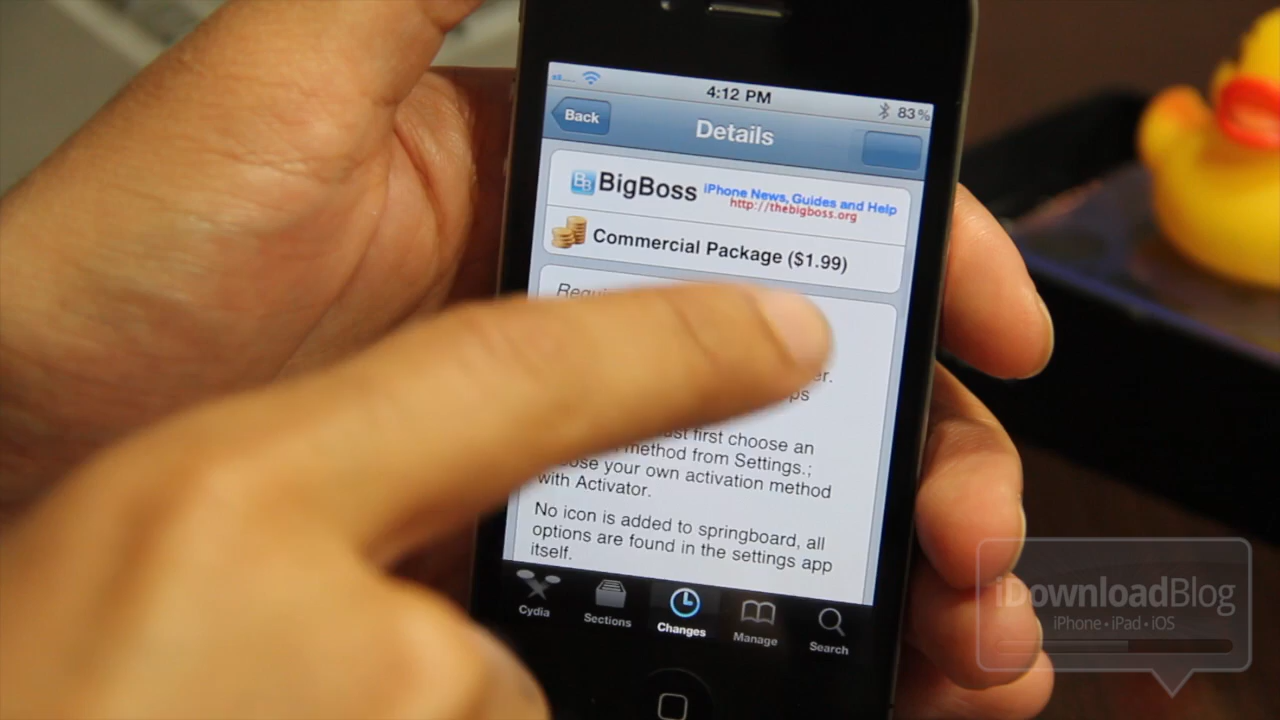 4:12 PM
83%
Back
Details
BigBoss
iPhone News, Guides and Help
http://thebigboss.org
Commercial Package ($1.99)
first choose an
method from Settings.;
your own activation method
with Activator.
No icon is added to springboard, all
options are found in the settings app
itself.
Cydia
Sections
Changes
Manage
Search
iDownloadBlog
iPhone • iPad • iOS